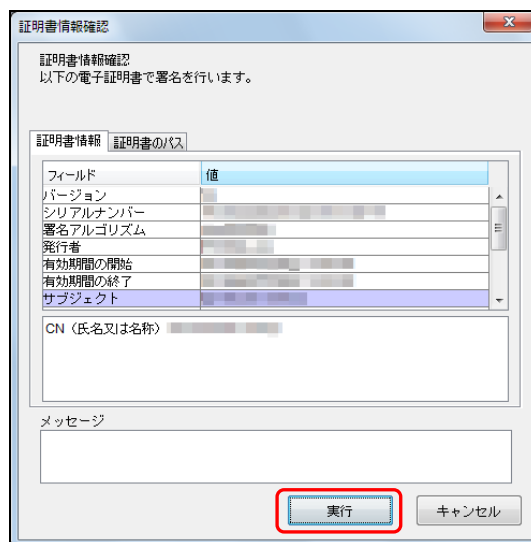 証明書情報確認
証明書情報確認
以下の電子証明書で署名を行います。
証明書情報 証明書のパス
フィールド 値
バージョン
シリアルナンバー
署名アルゴリズム
発行者
有効期間の開始
有効期間の終了
サブジェクト
CN（氏名又は名称）
メッセージ
実行 キャンセル